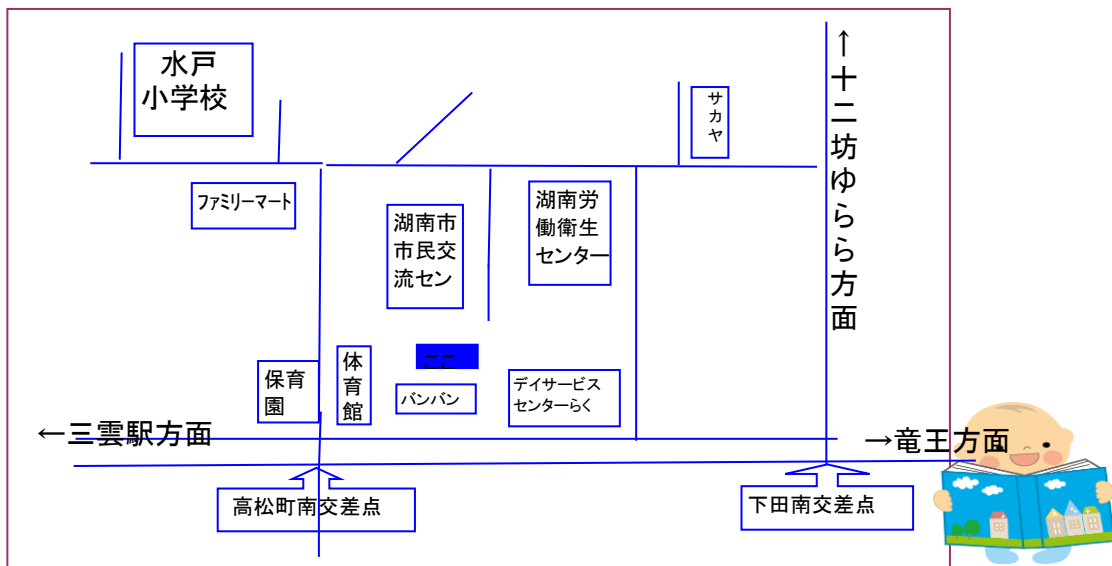 水戸
小学校
サカヤ
↑十二坊ゆらら方面
ファミリーマート
湖南市
市民交
流セン
湖南労
働衛生
センター
ここ
体育館
保育
園
バンバン
デイサービス
センターらく
←三雲駅方面
→竜王方面
高松町南交差点
下田南交差点